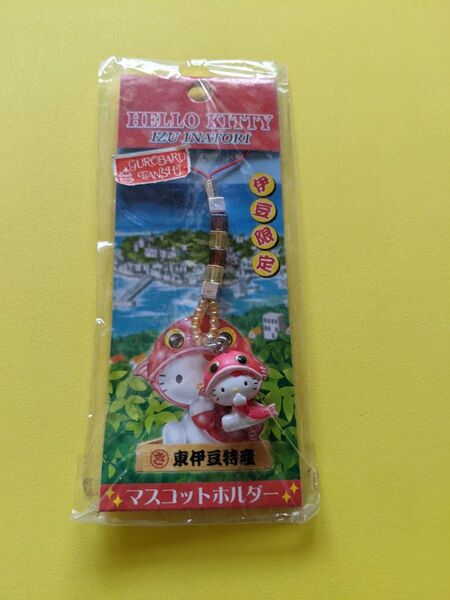 HELLO KITTY
IZU INATORI
GUROBARU
TANSHI
伊豆限定
東伊豆特産
マスコットホルダー